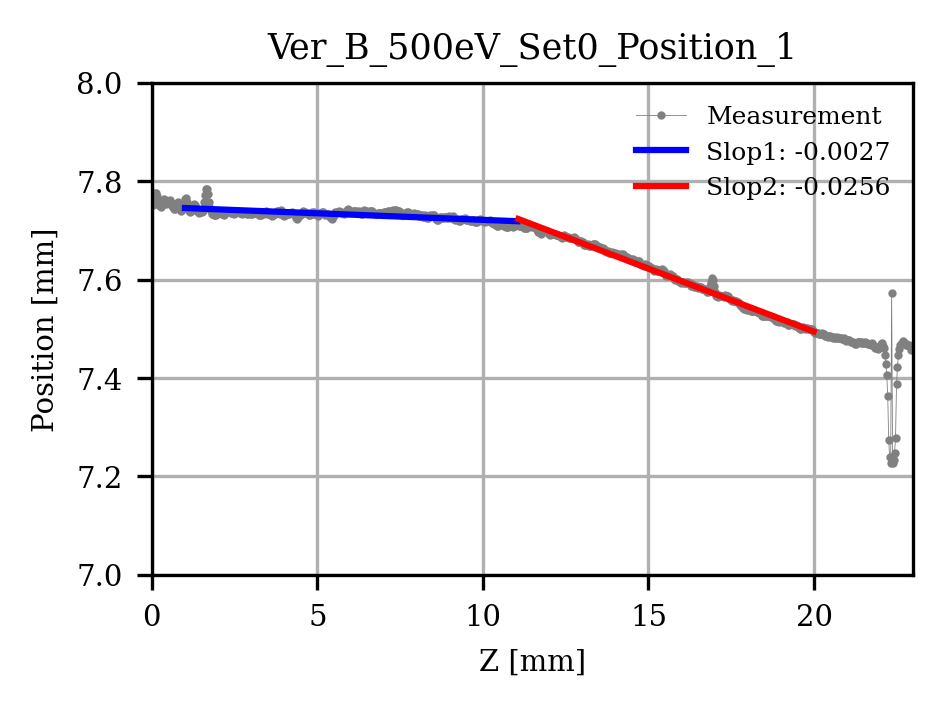 Ver_B_500eV_Set0_Position_1
8.0
7.8
7.6
7.4
7.2
7.0
Position [mm]
Measurement
Slop1: -0.0027
Slop2: -0.0256
0
5
10
15
20
Z [mm]